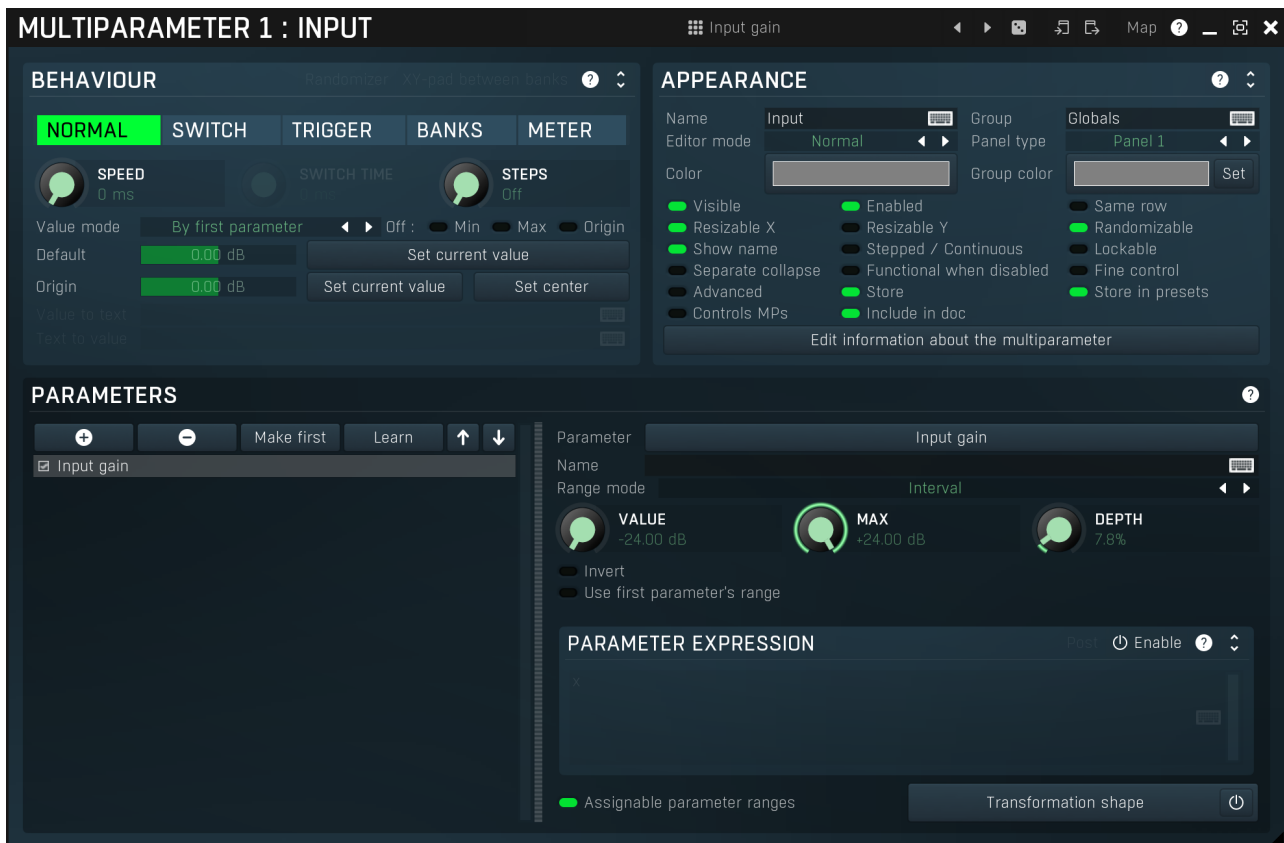 MULTIPARAMETER 1 : INPUT Input gain Map ?
BEHAVIOUR Randomizer XY-pad between banks ?
NORMAL SWITCH TRIGGER BANKS METER
SPEED
0 ms
SWITCH TIME
STEPS
Off
Value mode By first parameter Off : Min Max Origin
Default 0.00 dB Set current value
Origin 0.00 dB Set current value Set center
Value to text
Text to value
APPEARANCE ?
Name Input Group Globals
Editor mode Normal Panel type Panel 1
Color Group color Set
Visible Enabled Same row
Resizable X Resizable Y Randomizable
Show name Stepped / Continuous Lockable
Separate collapse Functional when disabled Fine control
Advanced Store Store in presets
Controls MPs Include in doc
Edit information about the multiparameter
PARAMETERS ?
Make first Learn
Input gain
Parameter Input gain
Name
Range mode Interval
VALUE
-24.00 dB
MAX
+24.00 dB
DEPTH
7.8%
Invert
Use first parameter's range
PARAMETER EXPRESSION Post Enable ?
x
Assignable parameter ranges Transformation shape